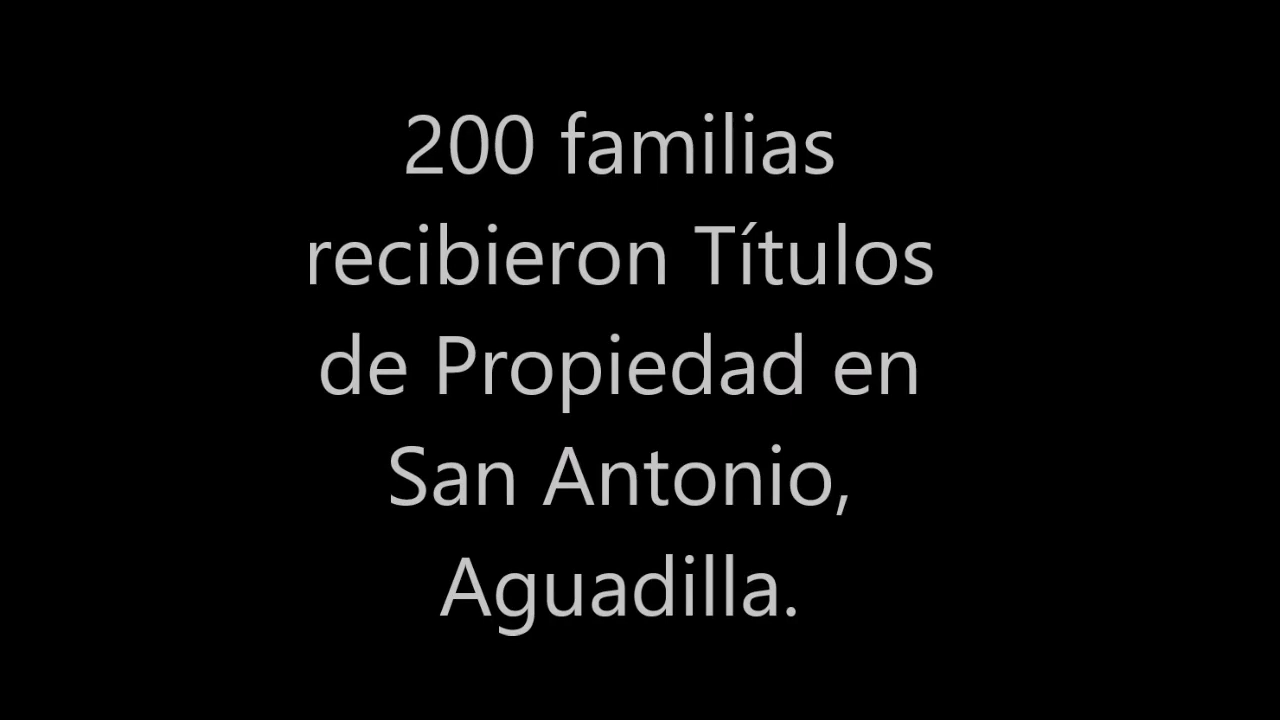 200 familias
recibieron Títulos
de Propiedad en
San Antonio,
Aguadilla.